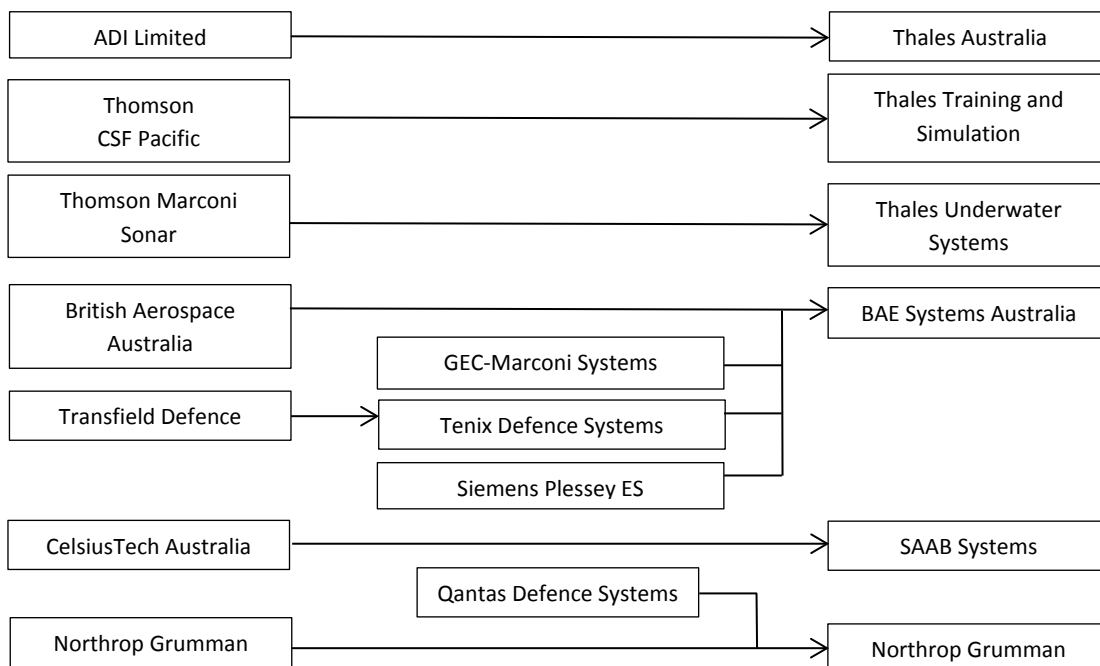 ADI Limited
Thales Australia
Thomson
CSF Pacific
Thales Training and
Simulation
Thomson Marconi
Sonar
Thales Underwater
Systems
British Aerospace
Australia
BAE Systems Australia
GEC-Marconi Systems
Transfield Defence
Tenix Defence Systems
Siemens Plessey ES
CelsiusTech Australia
SAAB Systems
Qantas Defence Systems
Northrop Grumman
Northrop Grumman